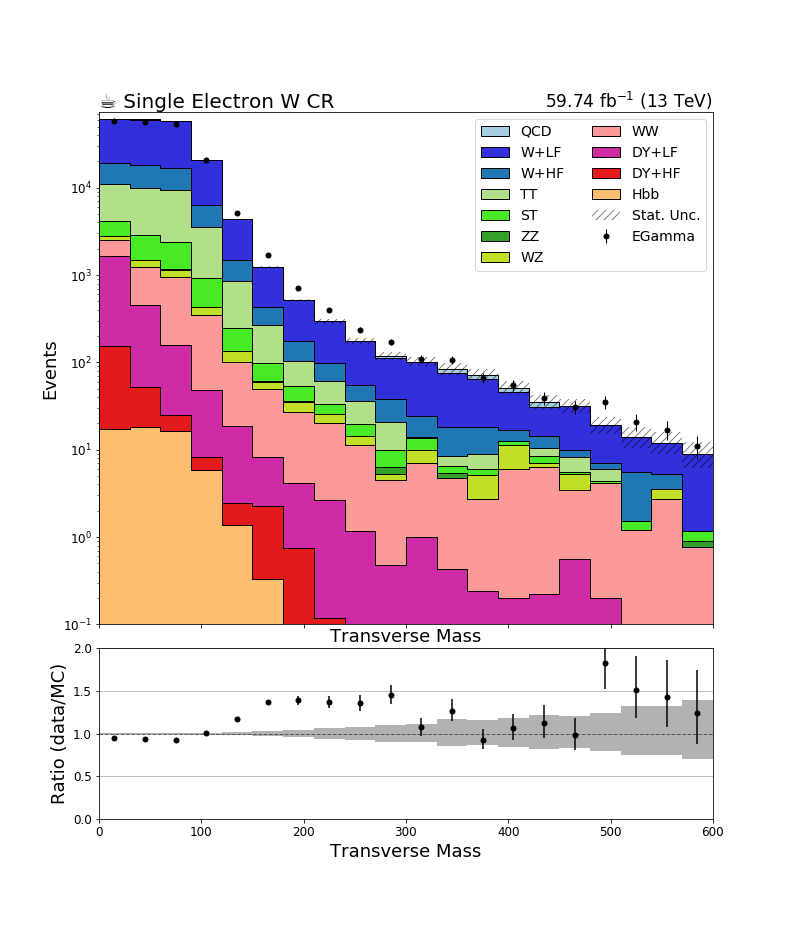 ☕ Single Electron W CR
59.74 fb⁻¹ (13 TeV)
QCD
W+LF
W+HF
TT
ST
ZZ
WZ
WW
DY+LF
DY+HF
Hbb
Stat. Unc.
EGamma
Events
10⁴
10³
10²
10¹
10⁰
10⁻¹
Transverse Mass
Ratio (data/MC)
2.0
1.5
1.0
0.5
0.0
0 100 200 300 400 500 600
Transverse Mass